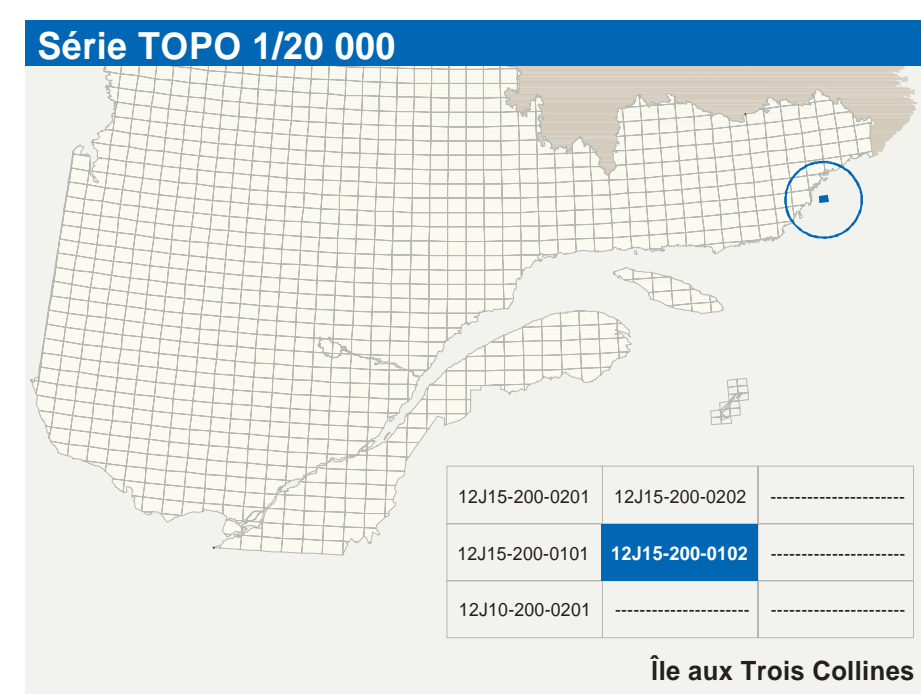 Série TOPO 1/20 000
12J15-200-0201 12J15-200-0202 ----------------------
12J15-200-0101 12J15-200-0102 ----------------------
12J10-200-0201 ---------------------- ----------------------
Île aux Trois Collines